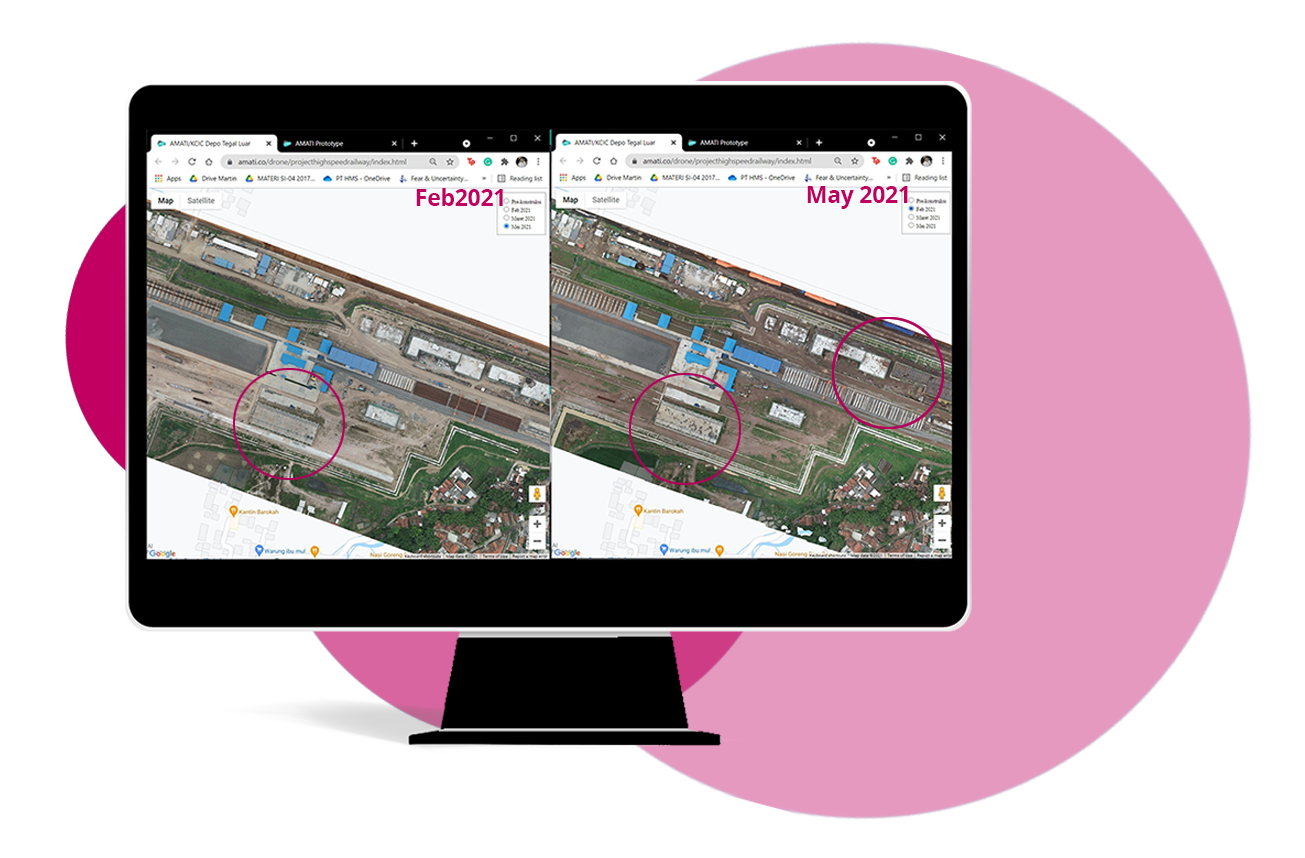 AMATI/KCIC Depo Tegal Luar
AMATI Prototype
amati.co/drone/projecthighspeedrailway/index.html
Apps
Drive Martin
MATERI SI-04 2017...
PT HMS - OneDrive
Fear & Uncertainty...
»
Reading list
Feb2021
Map
Satellite
Pre-konstruksi
Feb 2021
Maret 2021
Mei 2021
Kantin Barokah
Warung ibu mul
Nasi Goreng
Google
Keyboard shortcuts
Map data ©2021
Terms of Use
Report a map error
AMATI/KCIC Depo Tegal Luar
AMATI Prototype
amati.co/drone/projecthighspeedrailway/index.html
Apps
Drive Martin
MATERI SI-04 2017...
PT HMS - OneDrive
Fear & Uncertainty...
»
Reading list
May 2021
Map
Satellite
Pre-konstruksi
Feb 2021
Maret 2021
Mei 2021
Kantin Barokah
Warung ibu mul
Nasi Goreng
Google
Keyboard shortcuts
Map data ©2021
Terms of Use
Report a map error